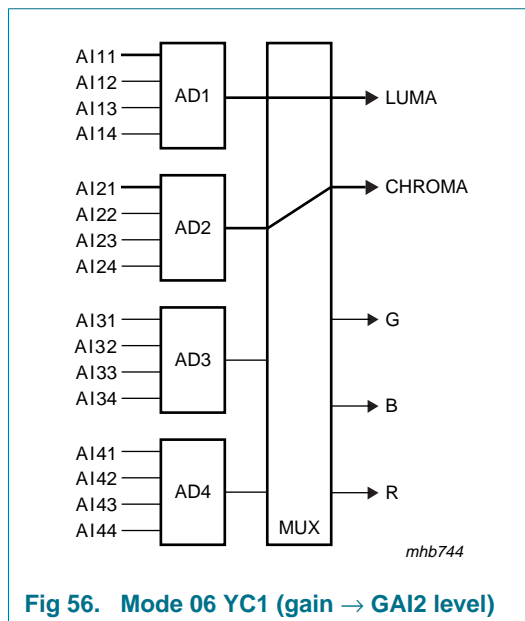 AI11
AI12
AI13
AI14
AD1
LUMA
AI21
AI22
AI23
AI24
AD2
CHROMA
AI31
AI32
AI33
AI34
AD3
G
B
AI41
AI42
AI43
AI44
AD4
R
MUX
mhb744
Fig 56. Mode 06 YC1 (gain → GAI2 level)